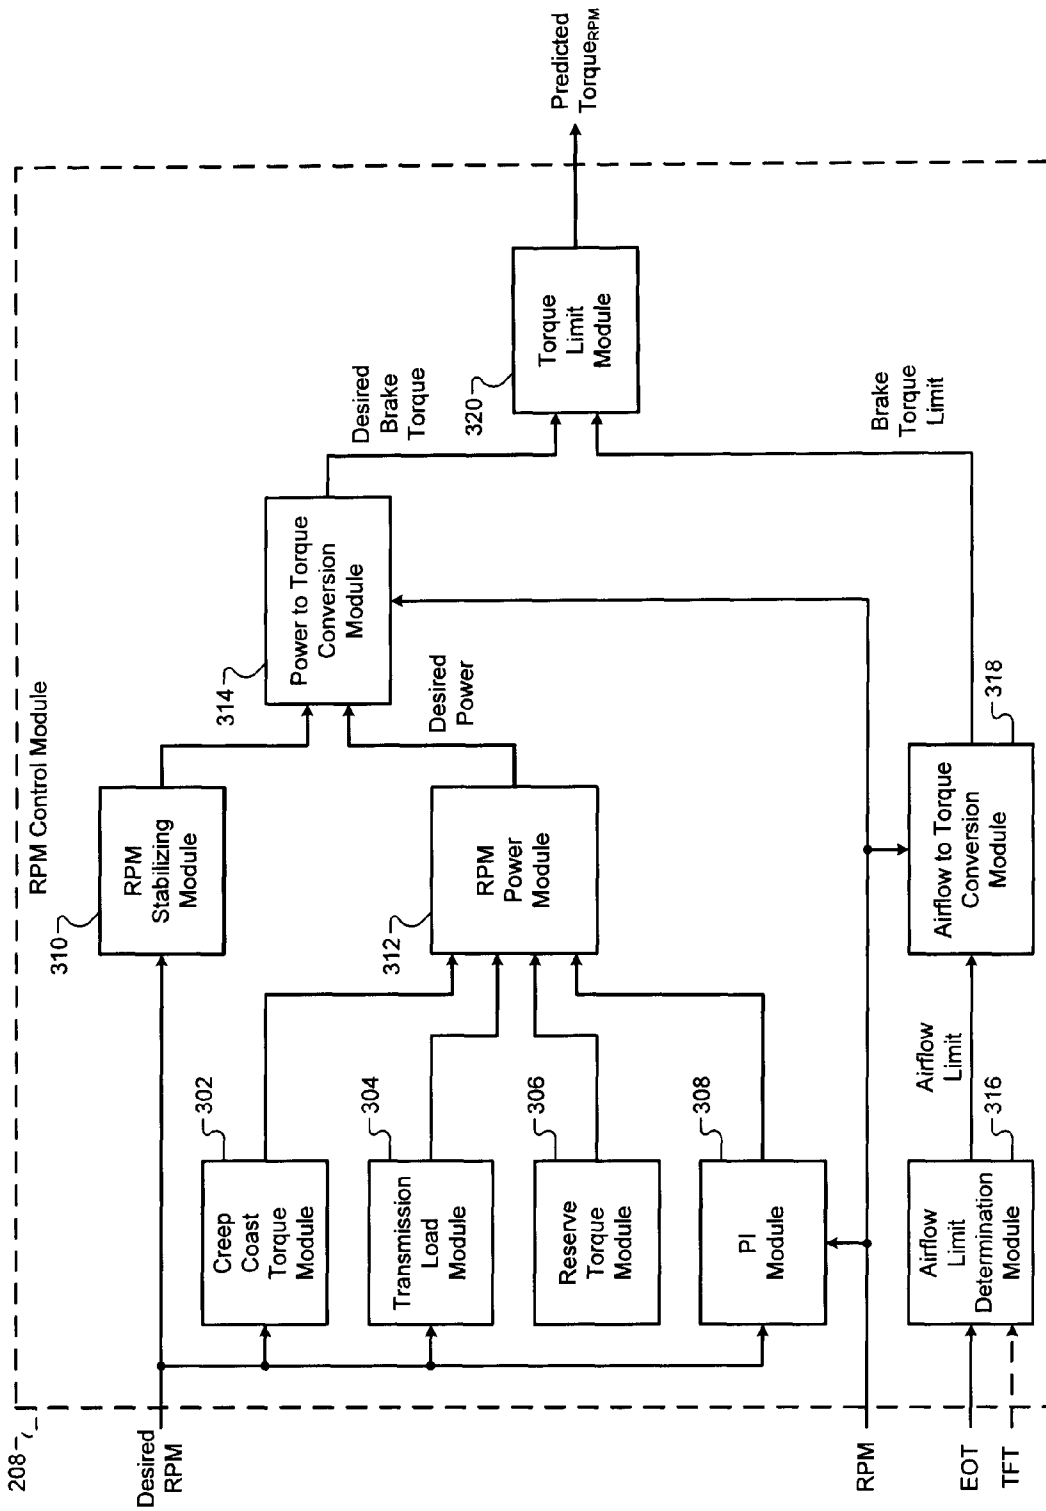 208
RPM Control Module
Desired
RPM
310
RPM
Stabilizing
Module
302
Creep
Coast
Torque
Module
304
Transmission
Load
Module
306
Reserve
Torque
Module
308
PI
Module
312
RPM
Power
Module
Desired
Power
314
Power to Torque
Conversion
Module
Desired
Brake
Torque
320
Torque
Limit
Module
Predicted
TorqueRPM
RPM
EOT
TFT
Airflow
Limit
Determination
Module
316
Airflow
Limit
Airflow to Torque
Conversion
Module
318
Brake
Torque
Limit